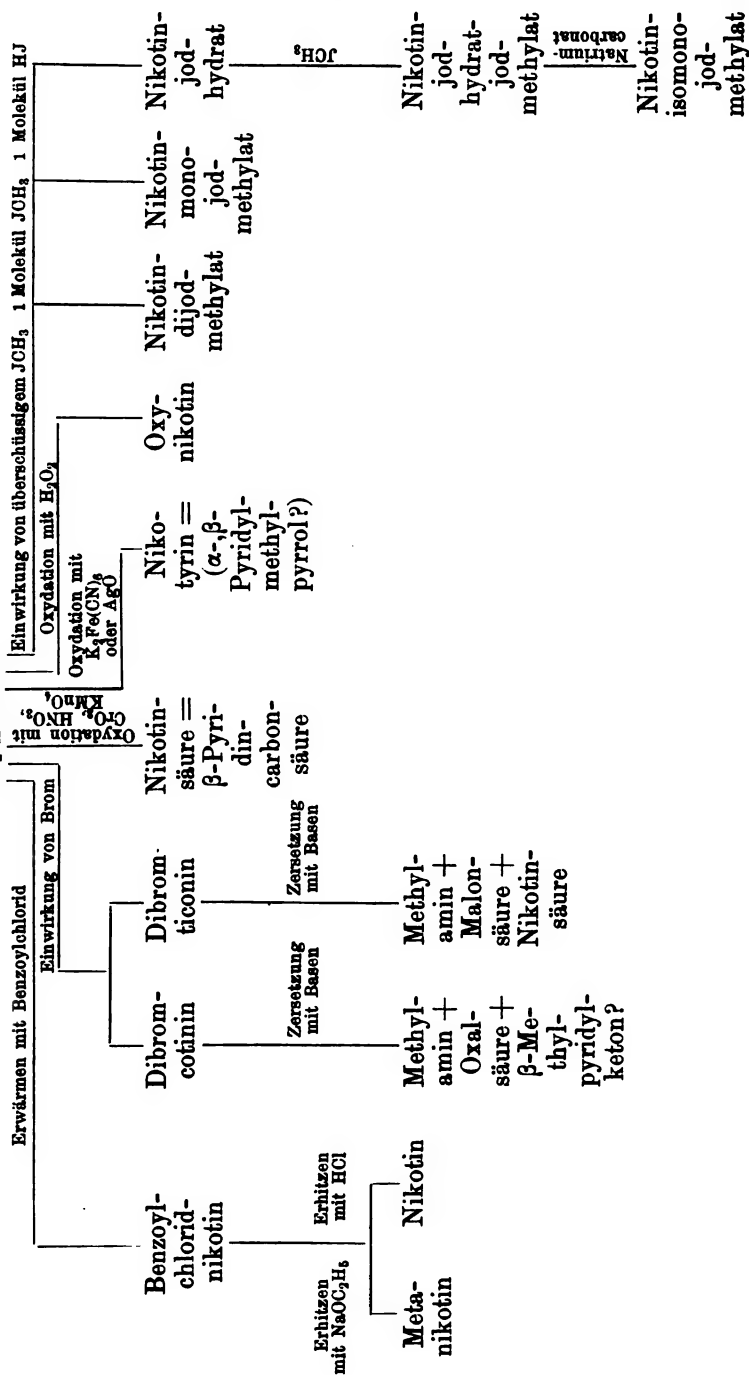 Erwärmen mit Benzoylchlorid
Einwirkung von Brom
Oxydation mit
CrO₃, HNO₃,
KMnO₄
Oxydation mit
K₃Fe(CN)₆
oder AgO
Oxydation mit H₂O₂
Einwirkung von überschüssigem JCH₃ 1 Molekül JCH₃ 1 Molekül HJ
Benzoyl-
chlorid-
nikotin
Dibrom-
cotinin
Dibrom-
ticonin
Nikotin-
säure =
β-Pyri-
din-
carbon-
säure
Niko-
tyrin =
(α-,β-
Pyridyl-
methyl-
pyrrol?)
Oxy-
nikotin
Nikotin-
dijod-
methylat
Nikotin-
mono-
jod-
methylat
Nikotin-
jod-
hydrat
Erhitzen
mit NaOC₂H₅
Erhitzen
mit HCl
Zersetzung
mit Basen
Zersetzung
mit Basen
JCH₃
Meta-
nikotin
Nikotin
Methyl-
amin +
Oxal-
säure +
β-Me-
thyl-
pyridyl-
keton?
Methyl-
amin +
Malon-
säure +
Nikotin-
säure
Nikotin-
jod-
hydrat-
jod-
methylat
Natrium-
carbonat
Nikotin-
isomono-
jod-
methylat